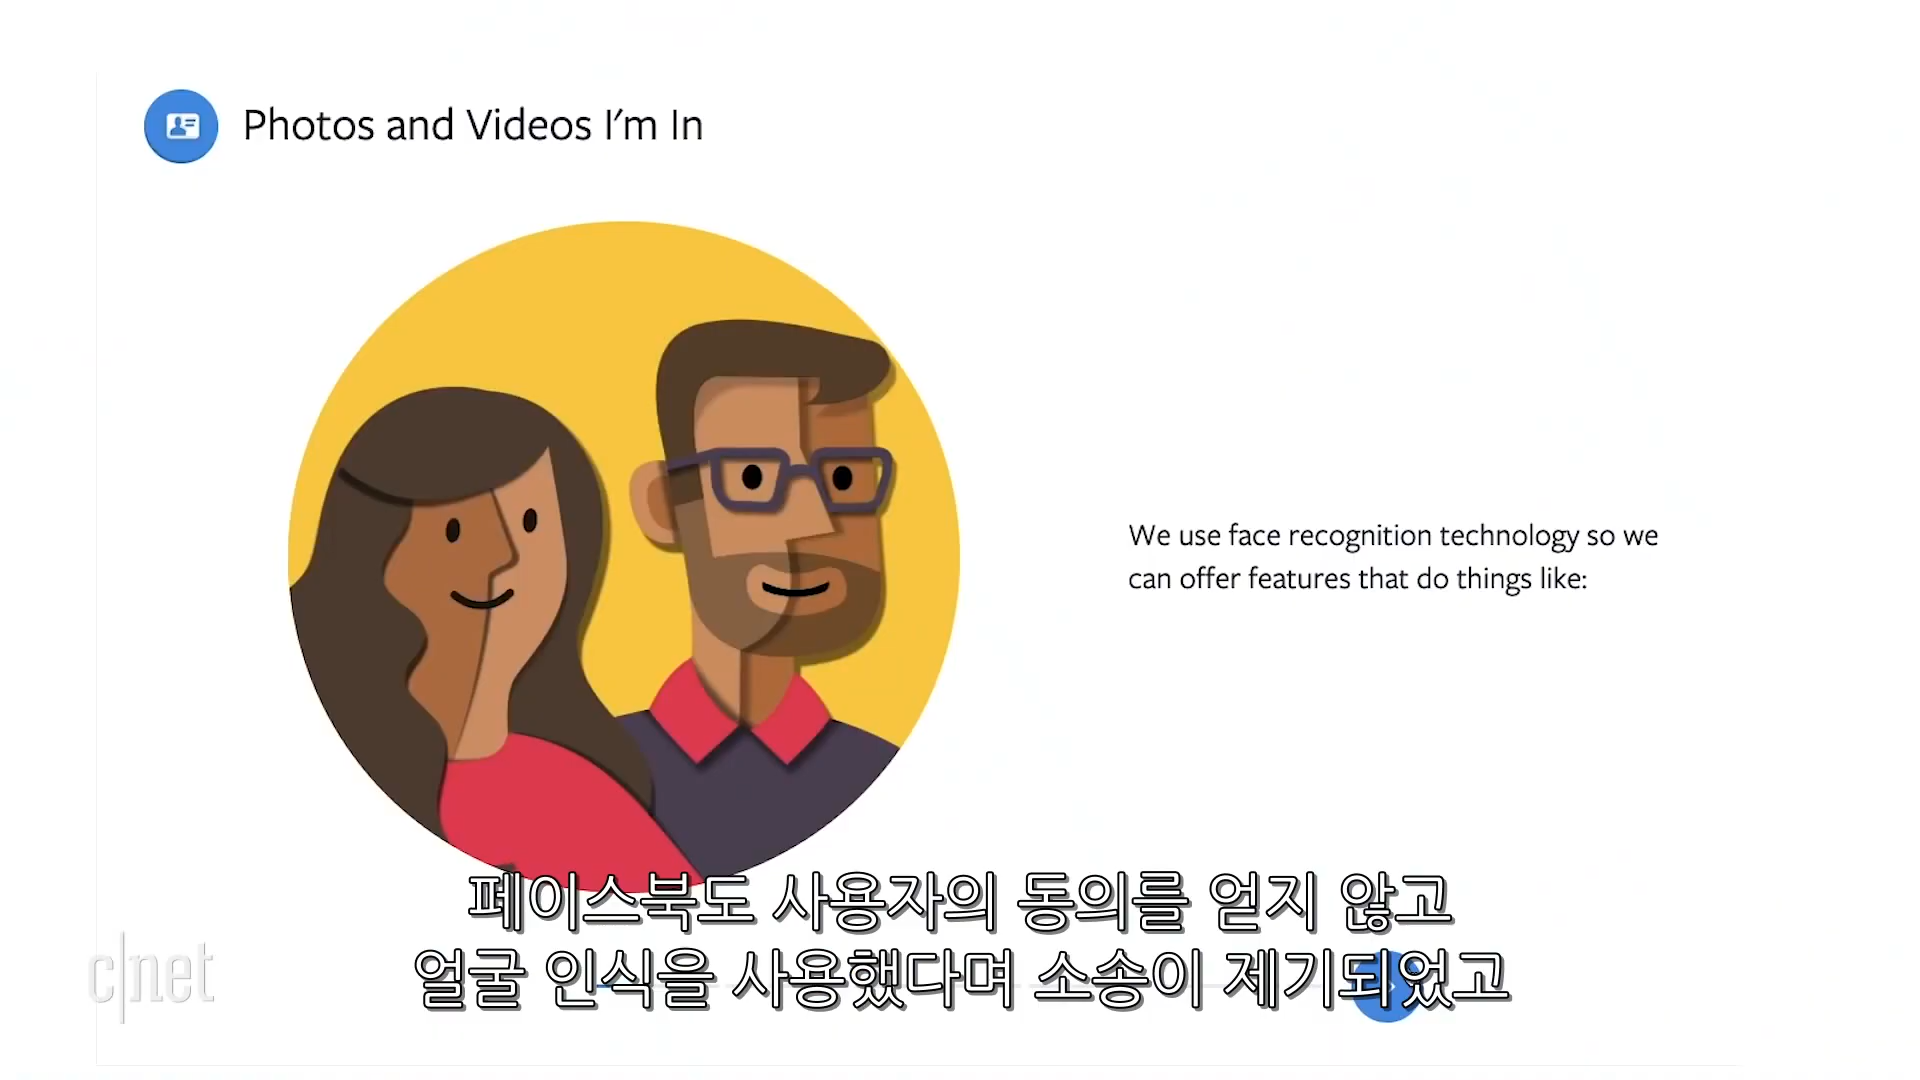 Photos and Videos I'm In
We use face recognition technology so we
can offer features that do things like:
페이스북도 사용자의 동의를 얻지 않고
얼굴 인식을 사용했다며 소송이 제기되었고
c|net